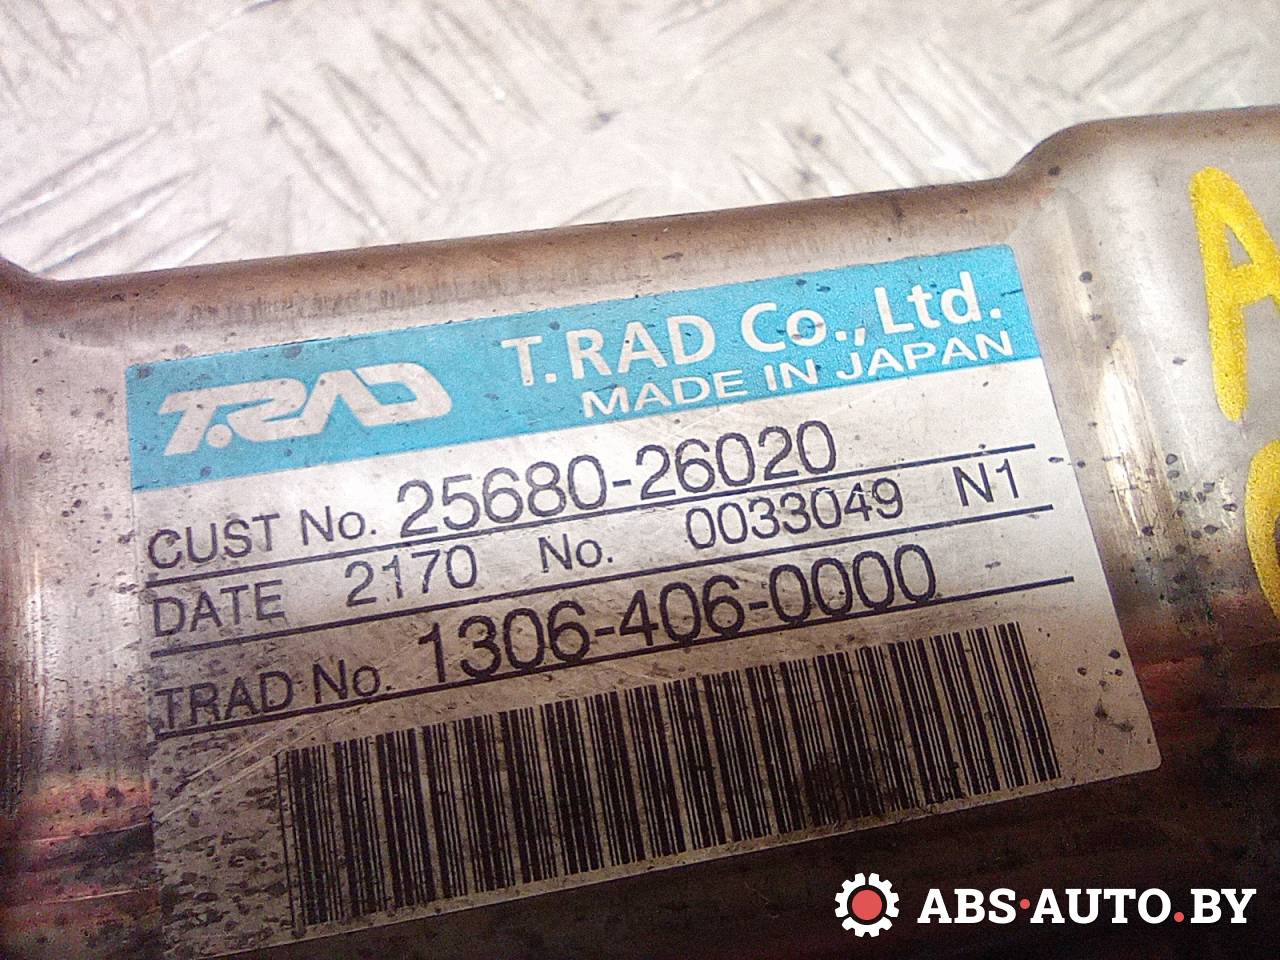 T.RAD T.RAD Co., Ltd.
MADE IN JAPAN
CUST No. 25680-26020
DATE 2170 No. 0033049 N1
TRAD No. 1306-406-0000
A
ABS·AUTO.BY